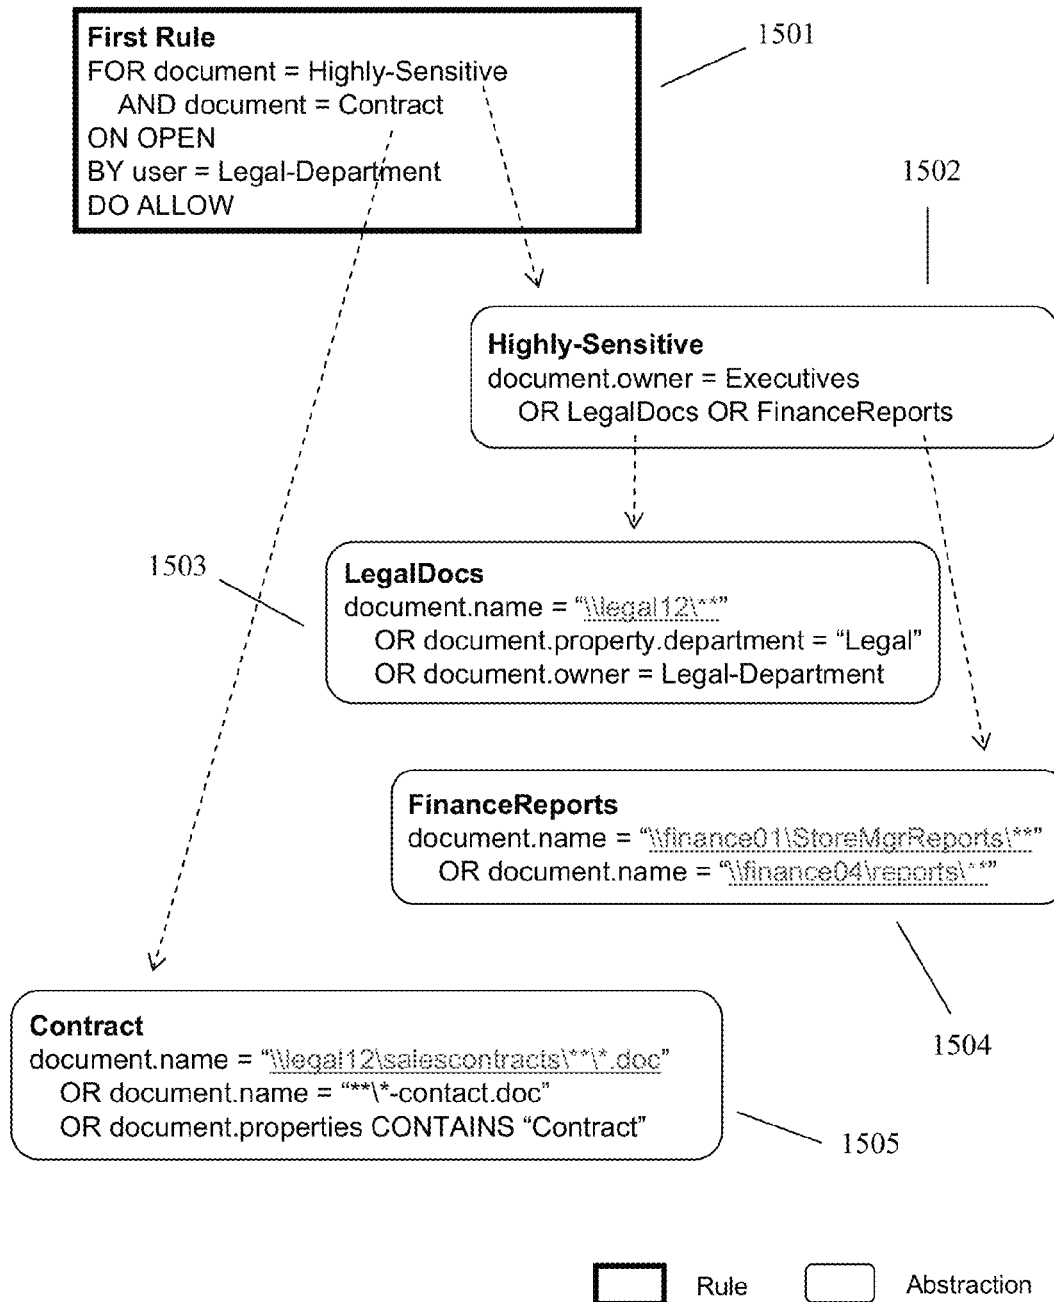 First Rule
FOR document = Highly-Sensitive
AND document = Contract
ON OPEN
BY user = Legal-Department
DO ALLOW
1501
1502
Highly-Sensitive
document.owner = Executives
OR LegalDocs OR FinanceReports
1503
LegalDocs
document.name = “\\legal12\**”
OR document.property.department = “Legal”
OR document.owner = Legal-Department
FinanceReports
document.name = “\\finance01\StoreMgrReports\**”
OR document.name = “\\finance04\reports\**”
1504
Contract
document.name = “\\legal12\salescontracts\**\*.doc”
OR document.name = “**\*-contact.doc”
OR document.properties CONTAINS “Contract”
1505
Rule
Abstraction